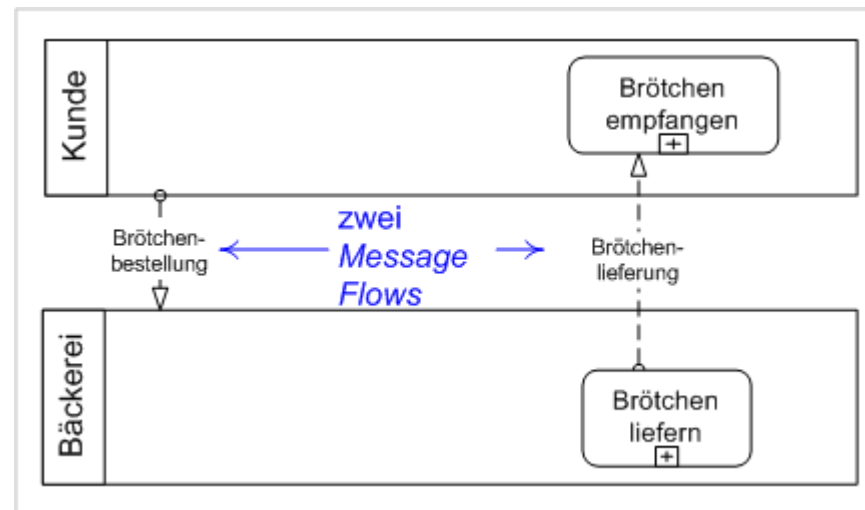 Kunde
Brötchen
empfangen
+
Brötchen-
bestellung
zwei
Message
Flows
Brötchen-
lieferung
Bäckerei
Brötchen
liefern
+